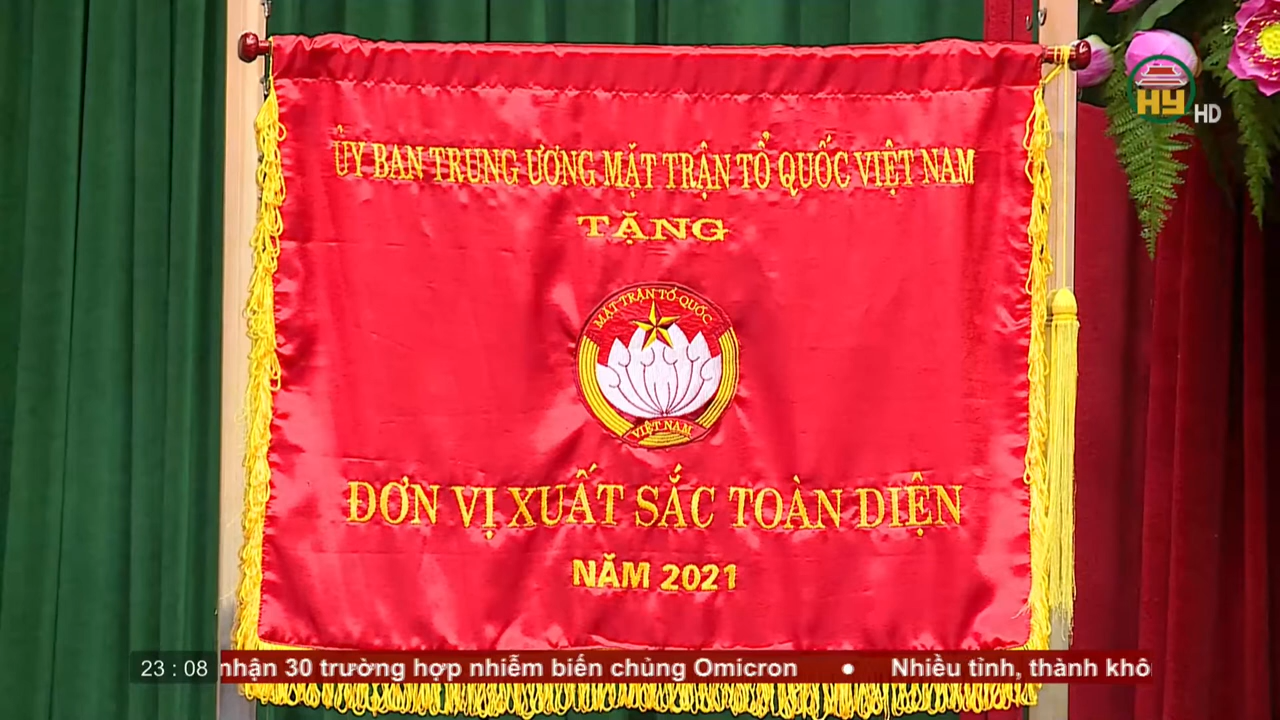 HY HD
ỦY BAN TRUNG ƯƠNG MẶT TRẬN TỔ QUỐC VIỆT NAM
TẶNG
MẶT TRẬN TỔ QUỐC
VIỆT NAM
ĐƠN VỊ XUẤT SẮC TOÀN DIỆN
NĂM 2021
23 : 08 nhận 30 trường hợp nhiễm biến chủng Omicron ● Nhiều tỉnh, thành khô